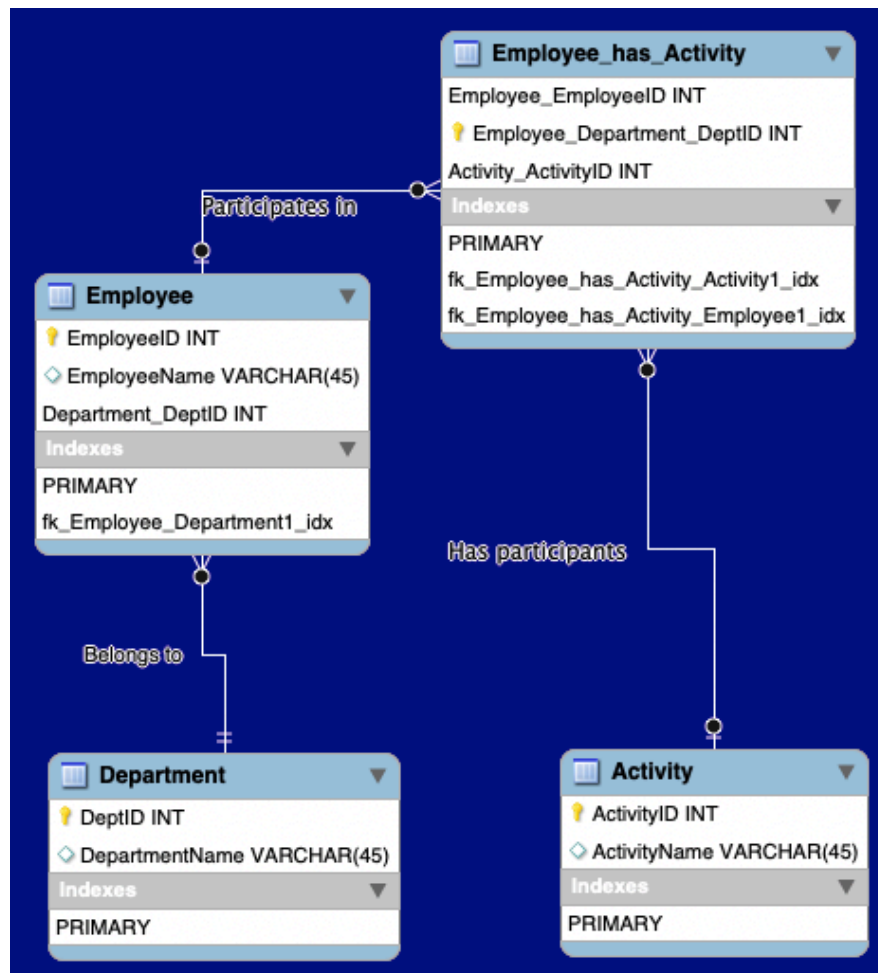 Employee_has_Activity
Employee_EmployeeID INT
Employee_Department_DeptID INT
Activity_ActivityID INT
Indexes
PRIMARY
fk_Employee_has_Activity_Activity1_idx
fk_Employee_has_Activity_Employee1_idx
Participates in
Employee
EmployeeID INT
EmployeeName VARCHAR(45)
Department_DeptID INT
Indexes
PRIMARY
fk_Employee_Department1_idx
Has participants
Belongs to
Department
DeptID INT
DepartmentName VARCHAR(45)
Indexes
PRIMARY
Activity
ActivityID INT
ActivityName VARCHAR(45)
Indexes
PRIMARY